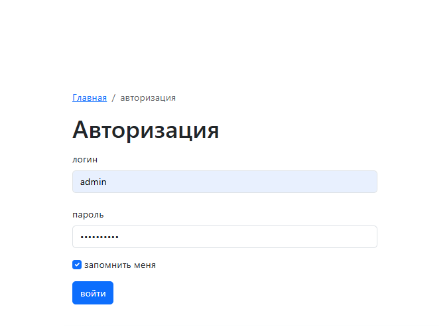 Главная / авторизация
Авторизация
логин
admin
пароль
••••••••••
запомнить меня
войти